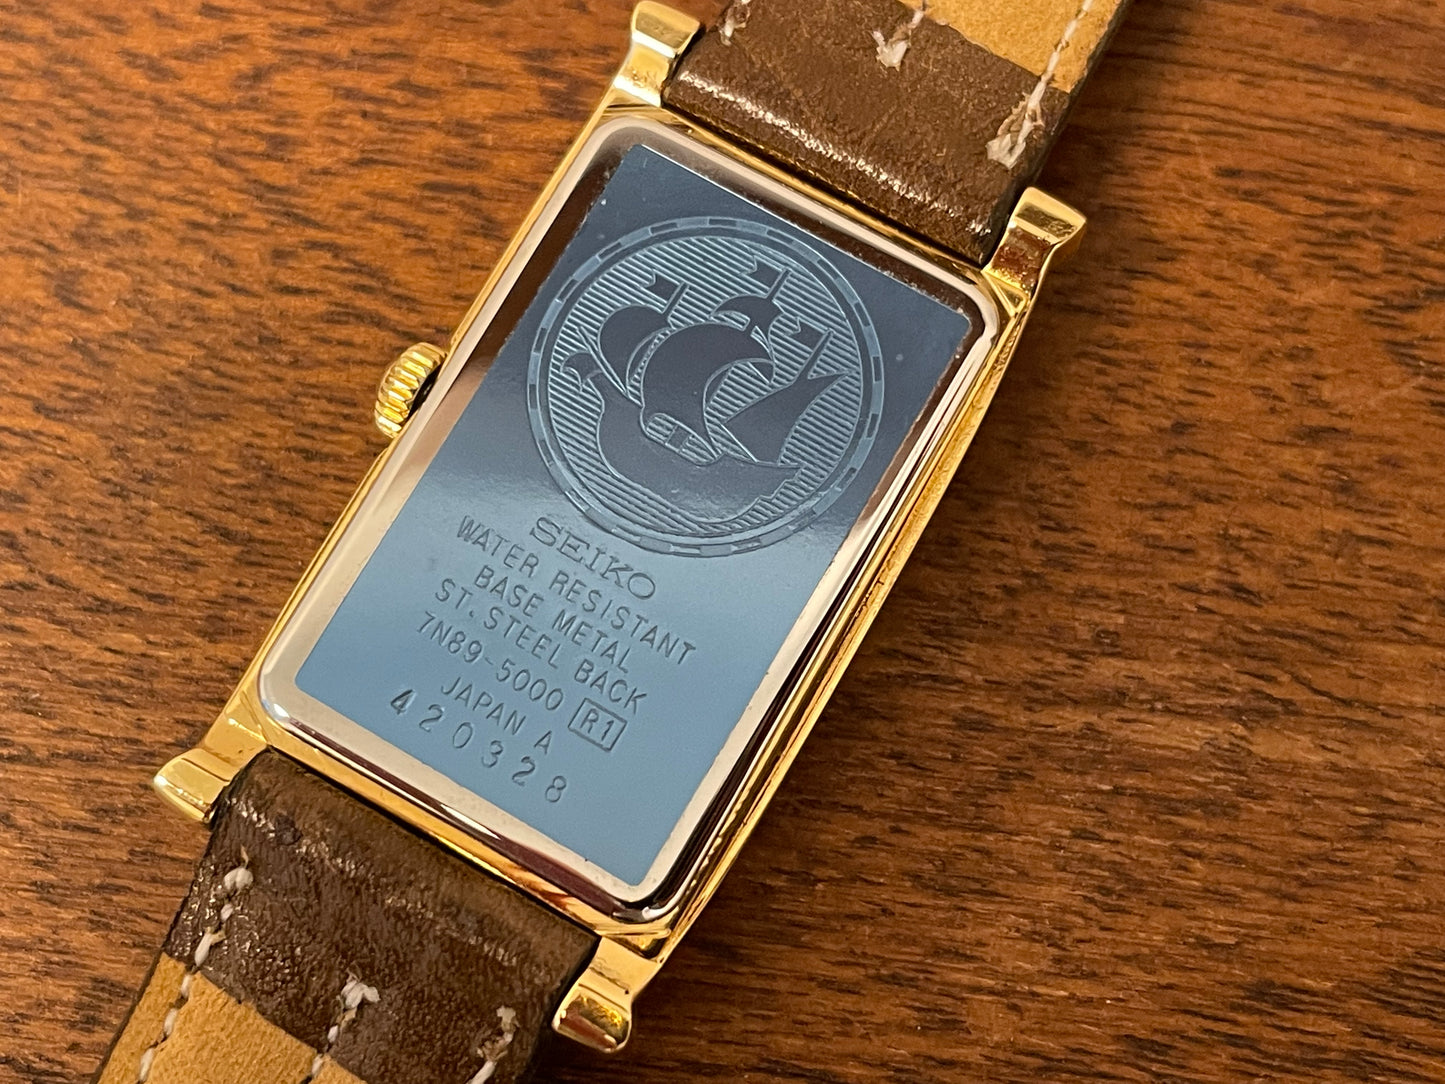 SEIKO
WATER RESISTANT
BASE METAL
ST. STEEL BACK
7N89-5000 R1
JAPAN A
420328